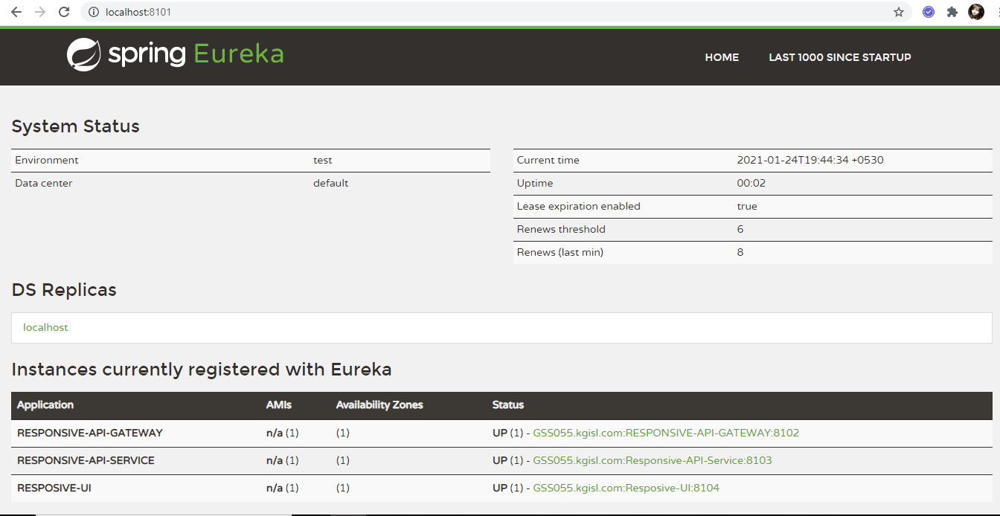 localhost:8101
spring Eureka
HOME LAST 1000 SINCE STARTUP
System Status
Environment test
Data center default
Current time 2021-01-24T19:44:34 +0530
Uptime 00:02
Lease expiration enabled true
Renews threshold 6
Renews (last min) 8
DS Replicas
localhost
Instances currently registered with Eureka
Application AMIs Availability Zones Status
RESPONSIVE-API-GATEWAY n/a (1) (1) UP (1) - GSS055.kgisl.com:RESPONSIVE-API-GATEWAY:8102
RESPONSIVE-API-SERVICE n/a (1) (1) UP (1) - GSS055.kgisl.com:Responsive-API-Service:8103
RESPOSIVE-UI n/a (1) (1) UP (1) - GSS055.kgisl.com:Resposive-UI:8104